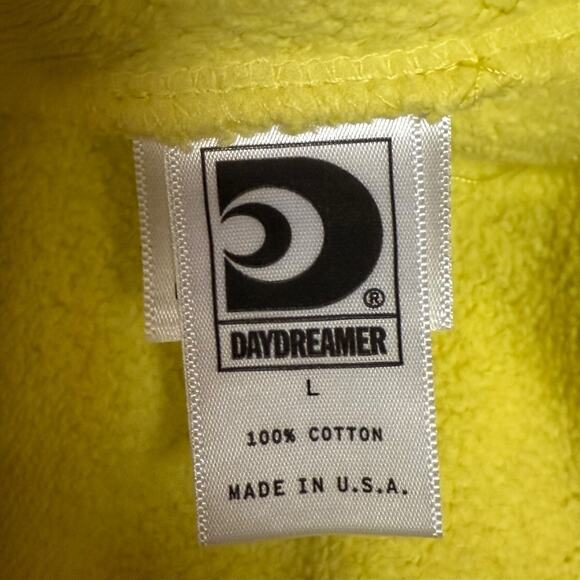 ®
DAYDREAMER
L
100% COTTON
MADE IN U.S.A.